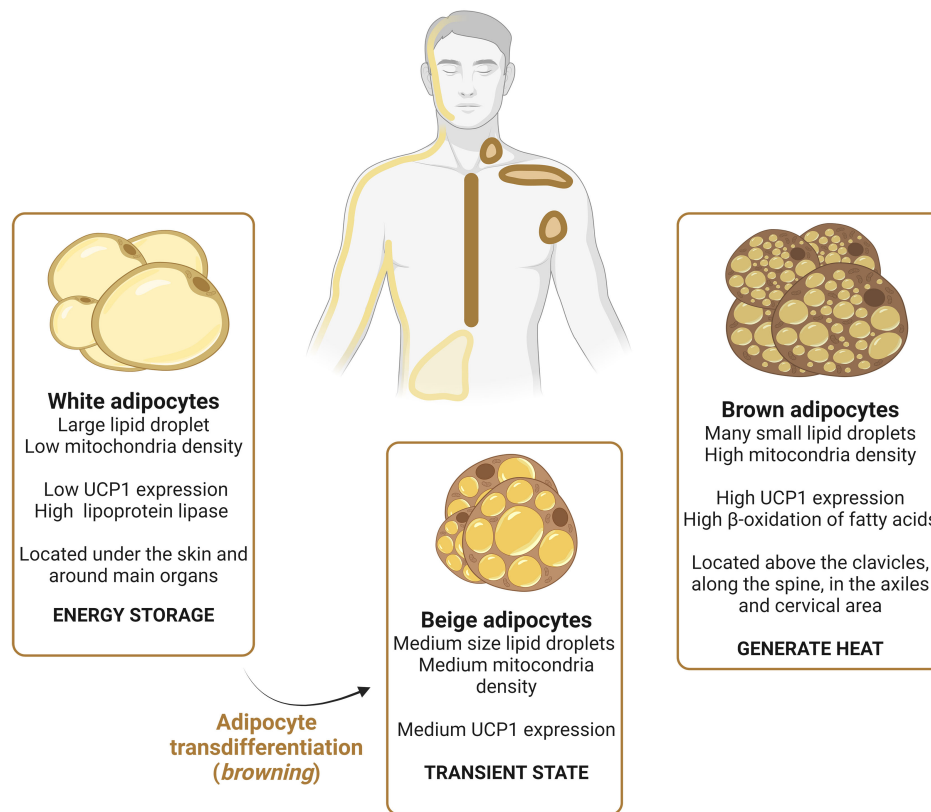 White adipocytes
Large lipid droplet
Low mitochondria density
Low UCP1 expression
High lipoprotein lipase
Located under the skin and
around main organs
ENERGY STORAGE
Adipocyte
transdifferentiation
(browning)
Beige adipocytes
Medium size lipid droplets
Medium mitocondria
density
Medium UCP1 expression
TRANSIENT STATE
Brown adipocytes
Many small lipid droplets
High mitocondria density
High UCP1 expression
High β-oxidation of fatty acids
Located above the clavicles,
along the spine, in the axiles
and cervical area
GENERATE HEAT